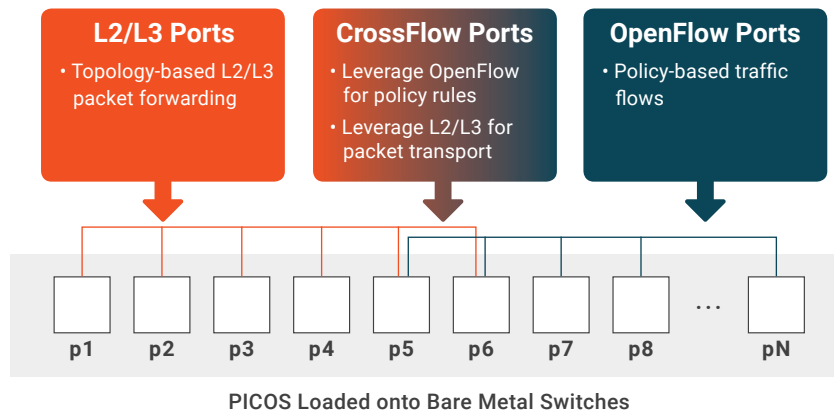 L2/L3 Ports
• Topology-based L2/L3
packet forwarding
CrossFlow Ports
• Leverage OpenFlow
for policy rules
• Leverage L2/L3 for
packet transport
OpenFlow Ports
• Policy-based traffic
flows
p1 p2 p3 p4 p5 p6 p7 p8 ... pN
PICOS Loaded onto Bare Metal Switches